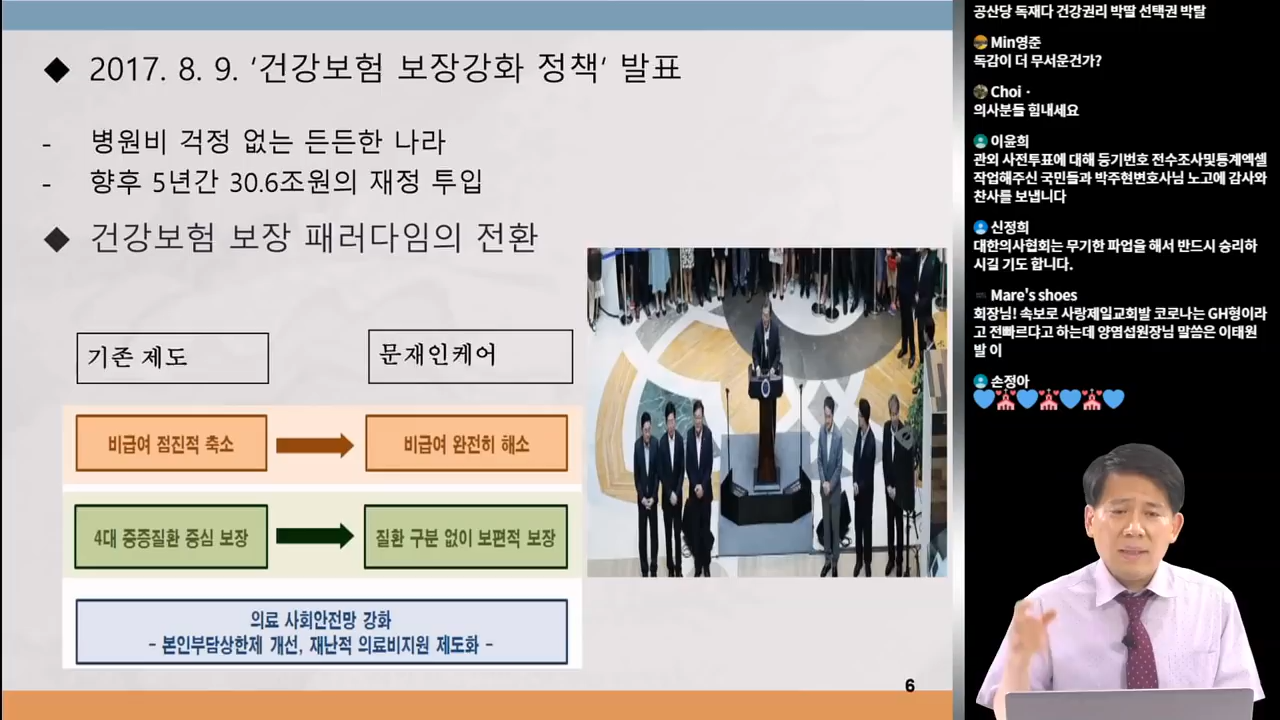 ◆ 2017. 8. 9. '건강보험 보장강화 정책' 발표
- 병원비 걱정 없는 든든한 나라
- 향후 5년간 30.6조원의 재정 투입
◆ 건강보험 보장 패러다임의 전환
기존 제도
문재인케어
비급여 점진적 축소
비급여 완전히 해소
4대 중증질환 중심 보장
질환 구분 없이 보편적 보장
의료 사회안전망 강화
- 본인부담상한제 개선, 재난적 의료비지원 제도화 -
6
공산당 독재다 건강권리 박딸 선택권 박탈
Min영준
독감이 더 무서운건가?
Choi ·
의사분들 힘내세요
이윤희
관외 사전투표에 대해 등기번호 전수조사및통계엑셀
작업해주신 국민들과 박주현변호사님 노고에 감사와
찬사를 보냅니다
신정희
대한의사협회는 무기한 파업을 해서 반드시 승리하
시길 기도 합니다.
Mare's shoes
회장님! 속보로 사랑제일교회발 코로나는 GH형이라
고 전빠르댜고 하는데 양염섭원장님 말씀은 이태원
발 이
손정아